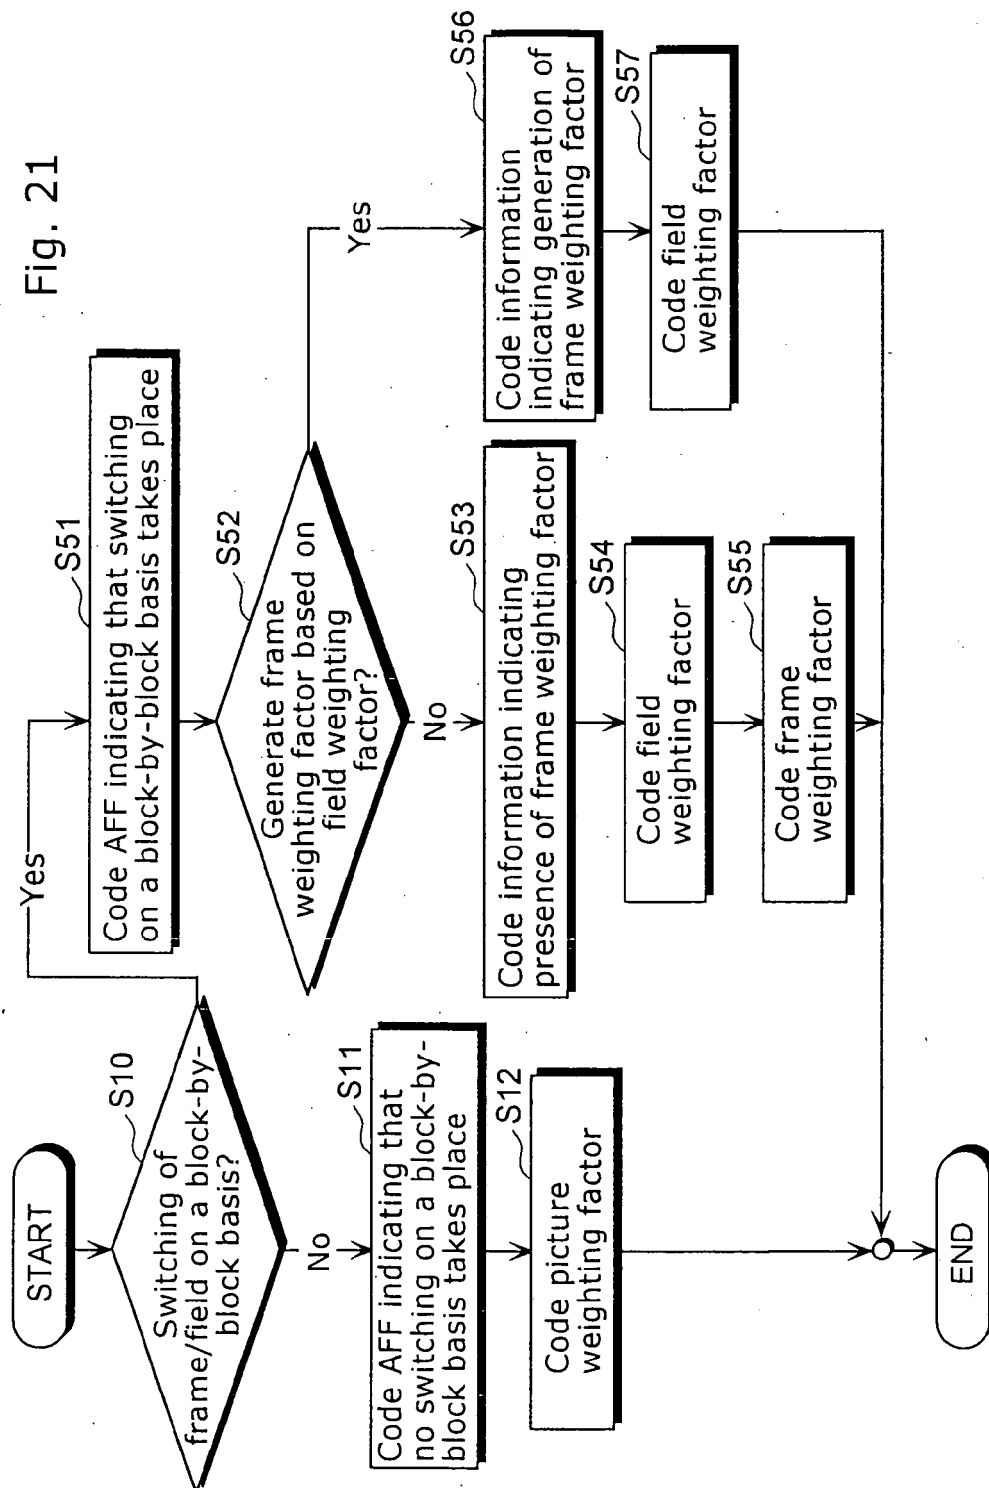 Fig. 21
START
S10
Switching of
frame/field on a block-by-
block basis?
Yes
No
S11
Code AFF indicating that
no switching on a block-by-
block basis takes place
S12
Code picture
weighting factor
S51
Code AFF indicating that switching
on a block-by-block basis takes place
S52
Generate frame
weighting factor based on
field weighting
factor?
Yes
No
S53
Code information indicating
presence of frame weighting factor
S54
Code field
weighting factor
S55
Code frame
weighting factor
S56
Code information
indicating generation of
frame weighting factor
S57
Code field
weighting factor
END